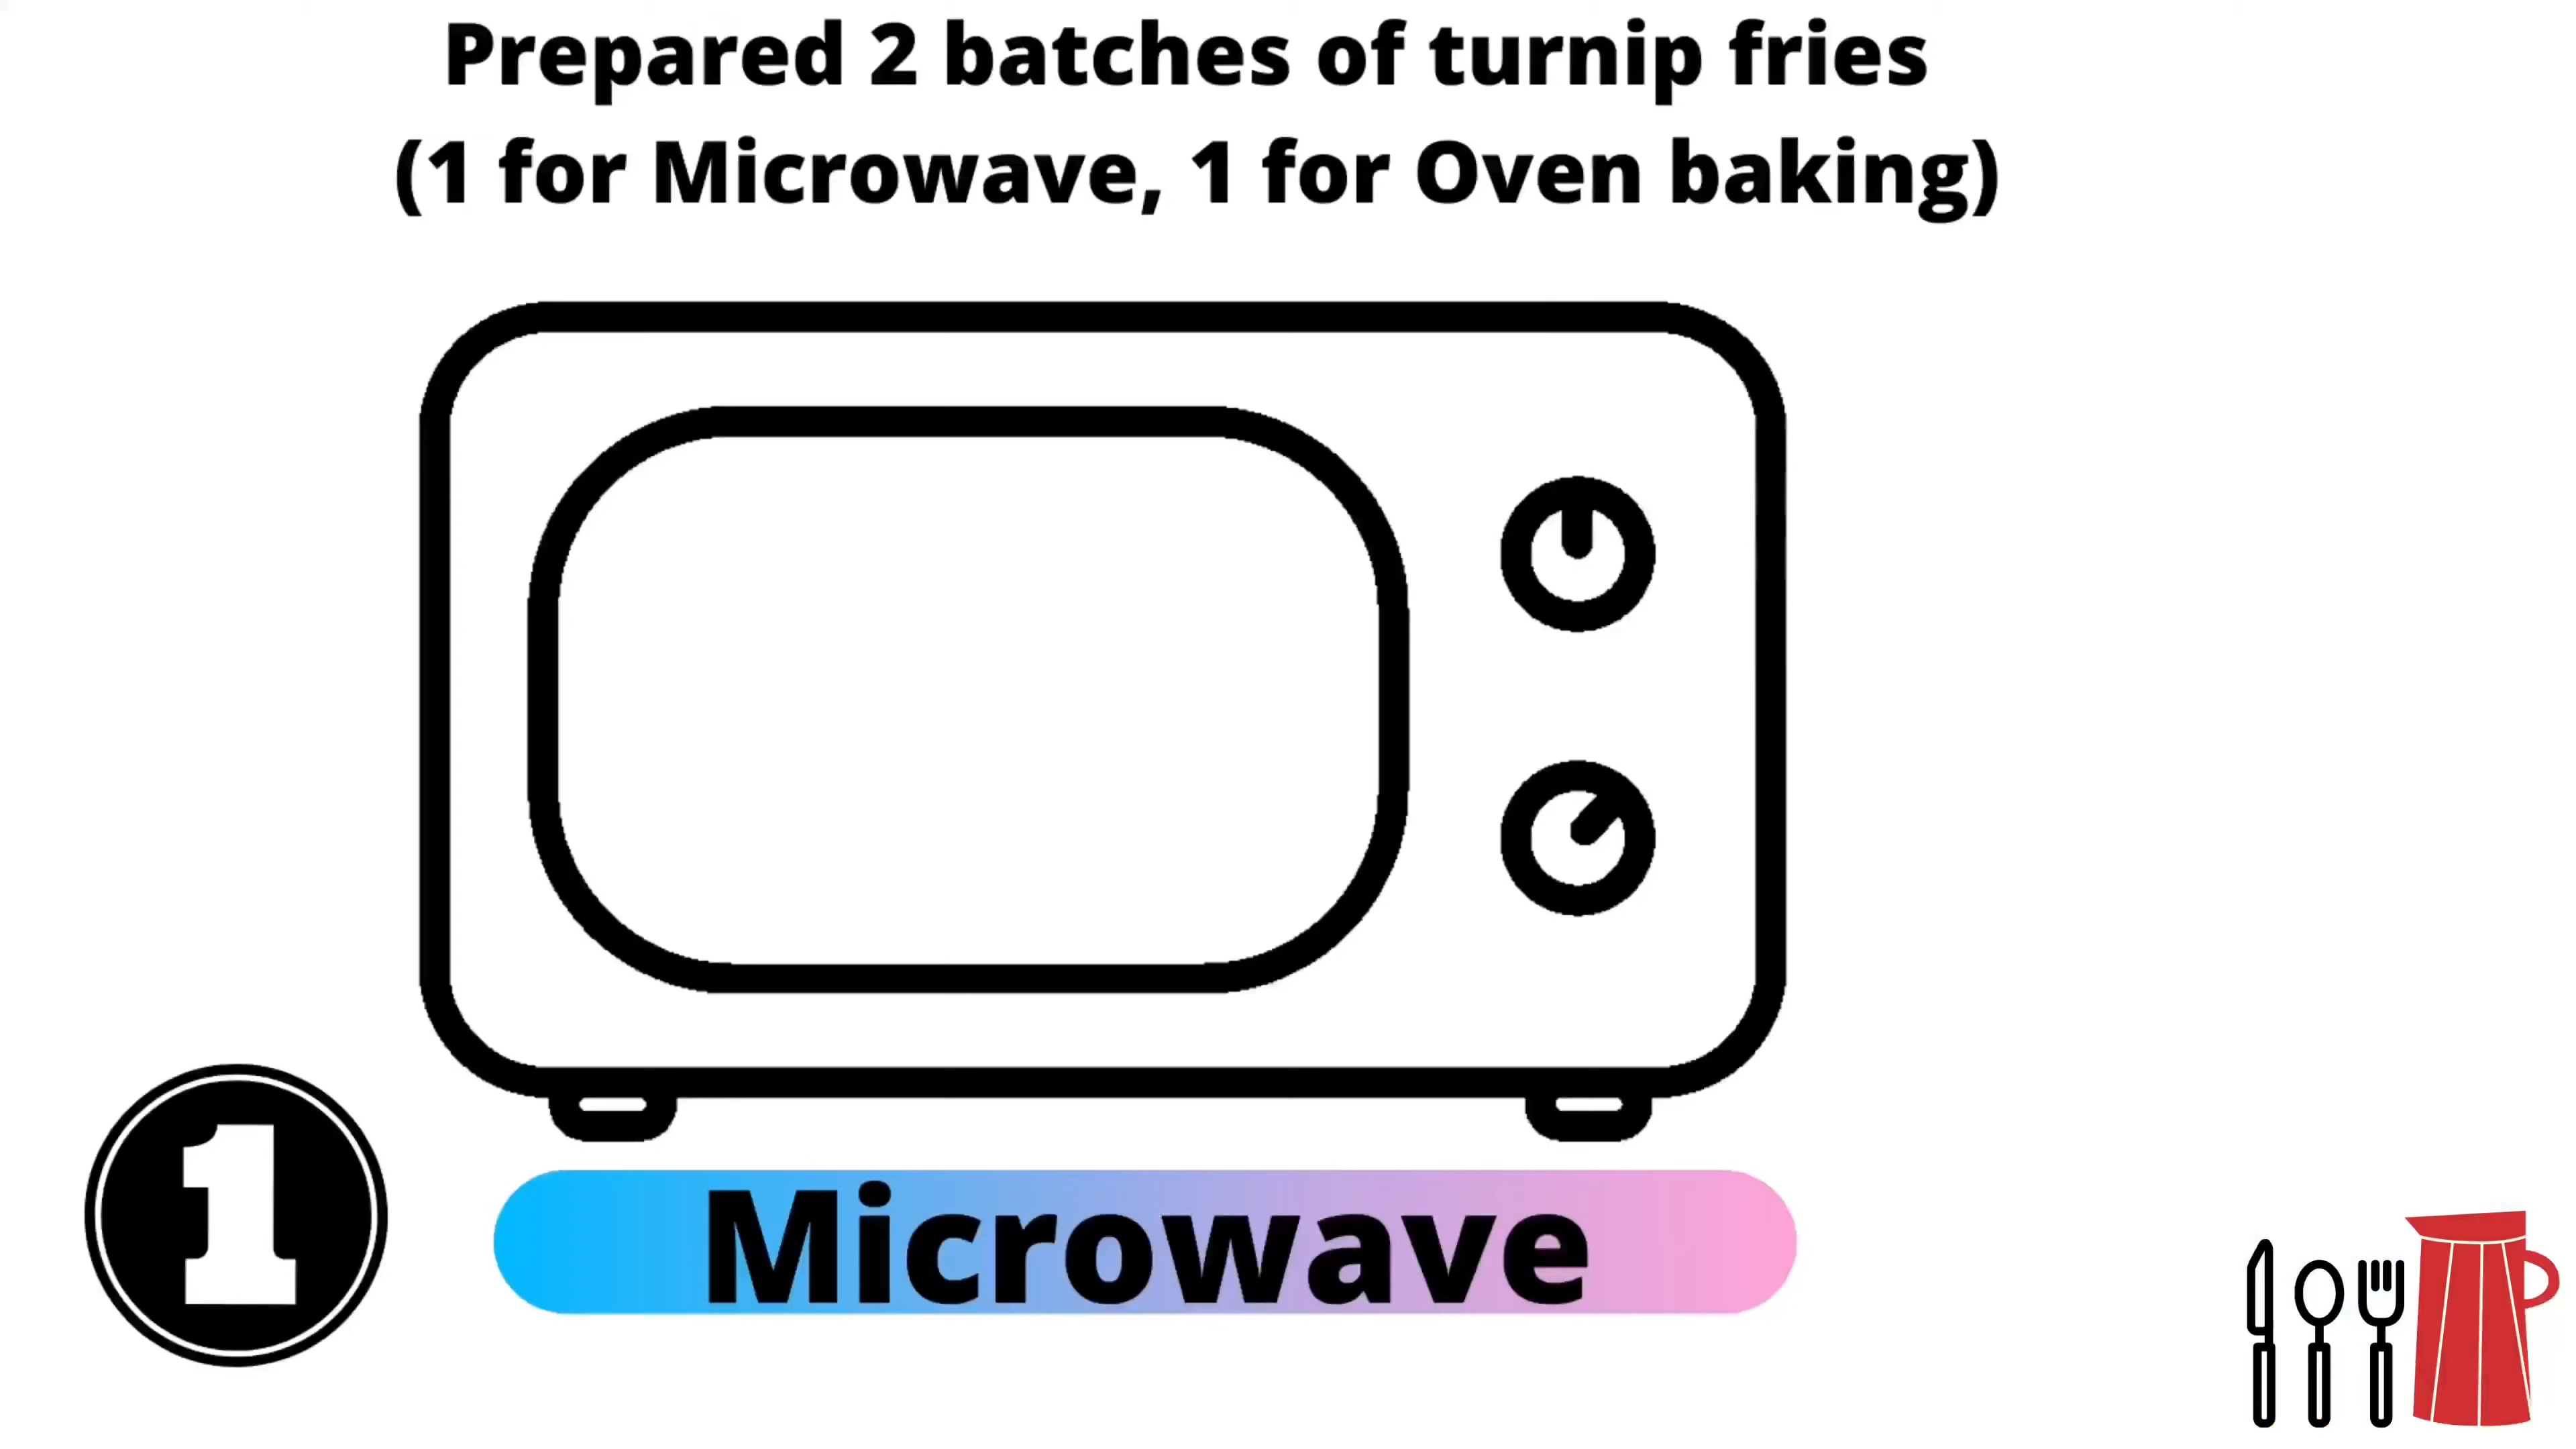 Prepared 2 batches of turnip fries
(1 for Microwave, 1 for Oven baking)
1
Microwave